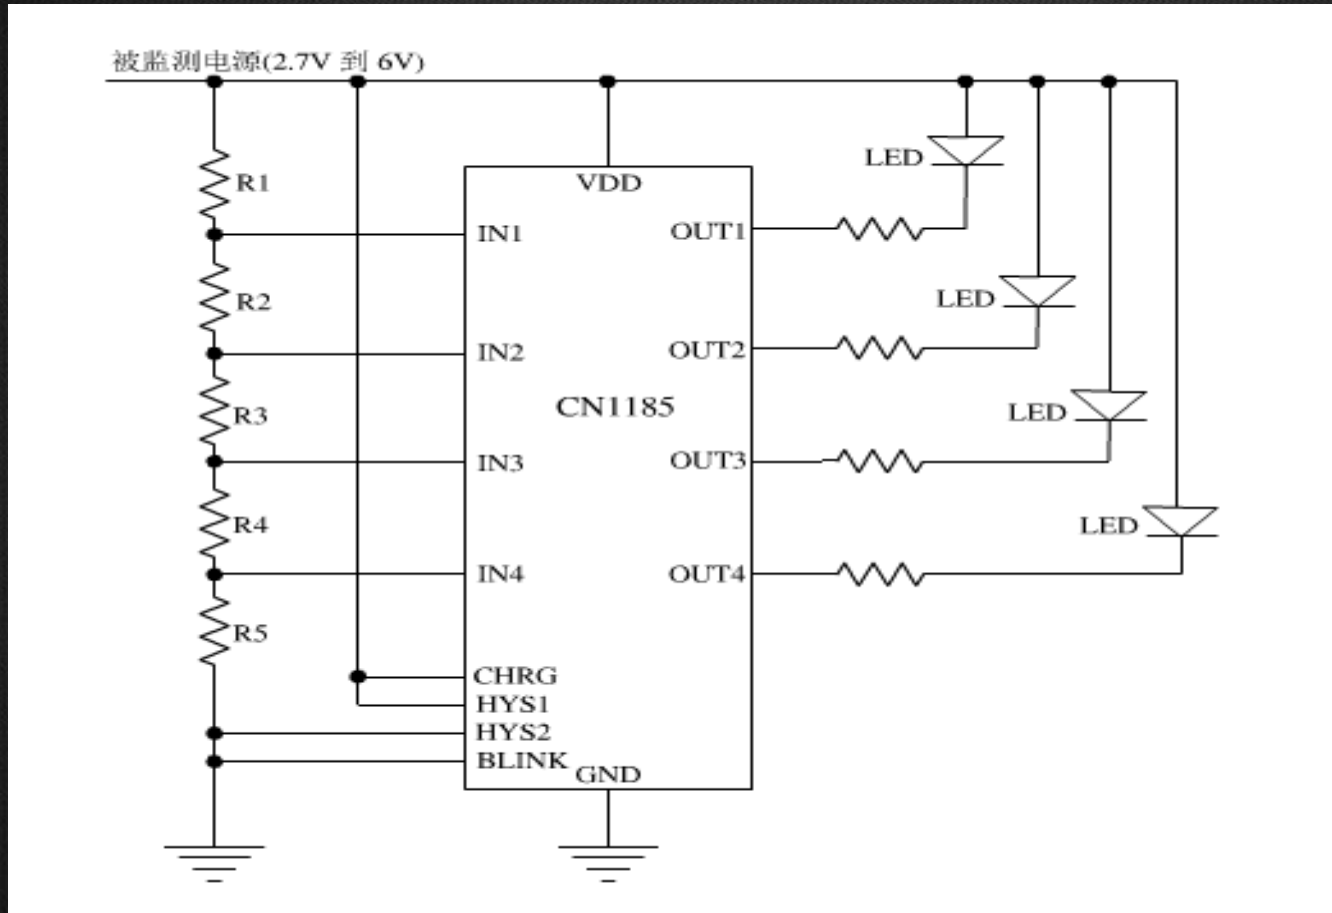 被监测电源(2.7V 到 6V)
LED
VDD
R1
IN1
OUT1
R2
LED
IN2
OUT2
CN1185
R3
LED
IN3
OUT3
R4
LED
IN4
OUT4
R5
CHRG
HYS1
HYS2
BLINK
GND